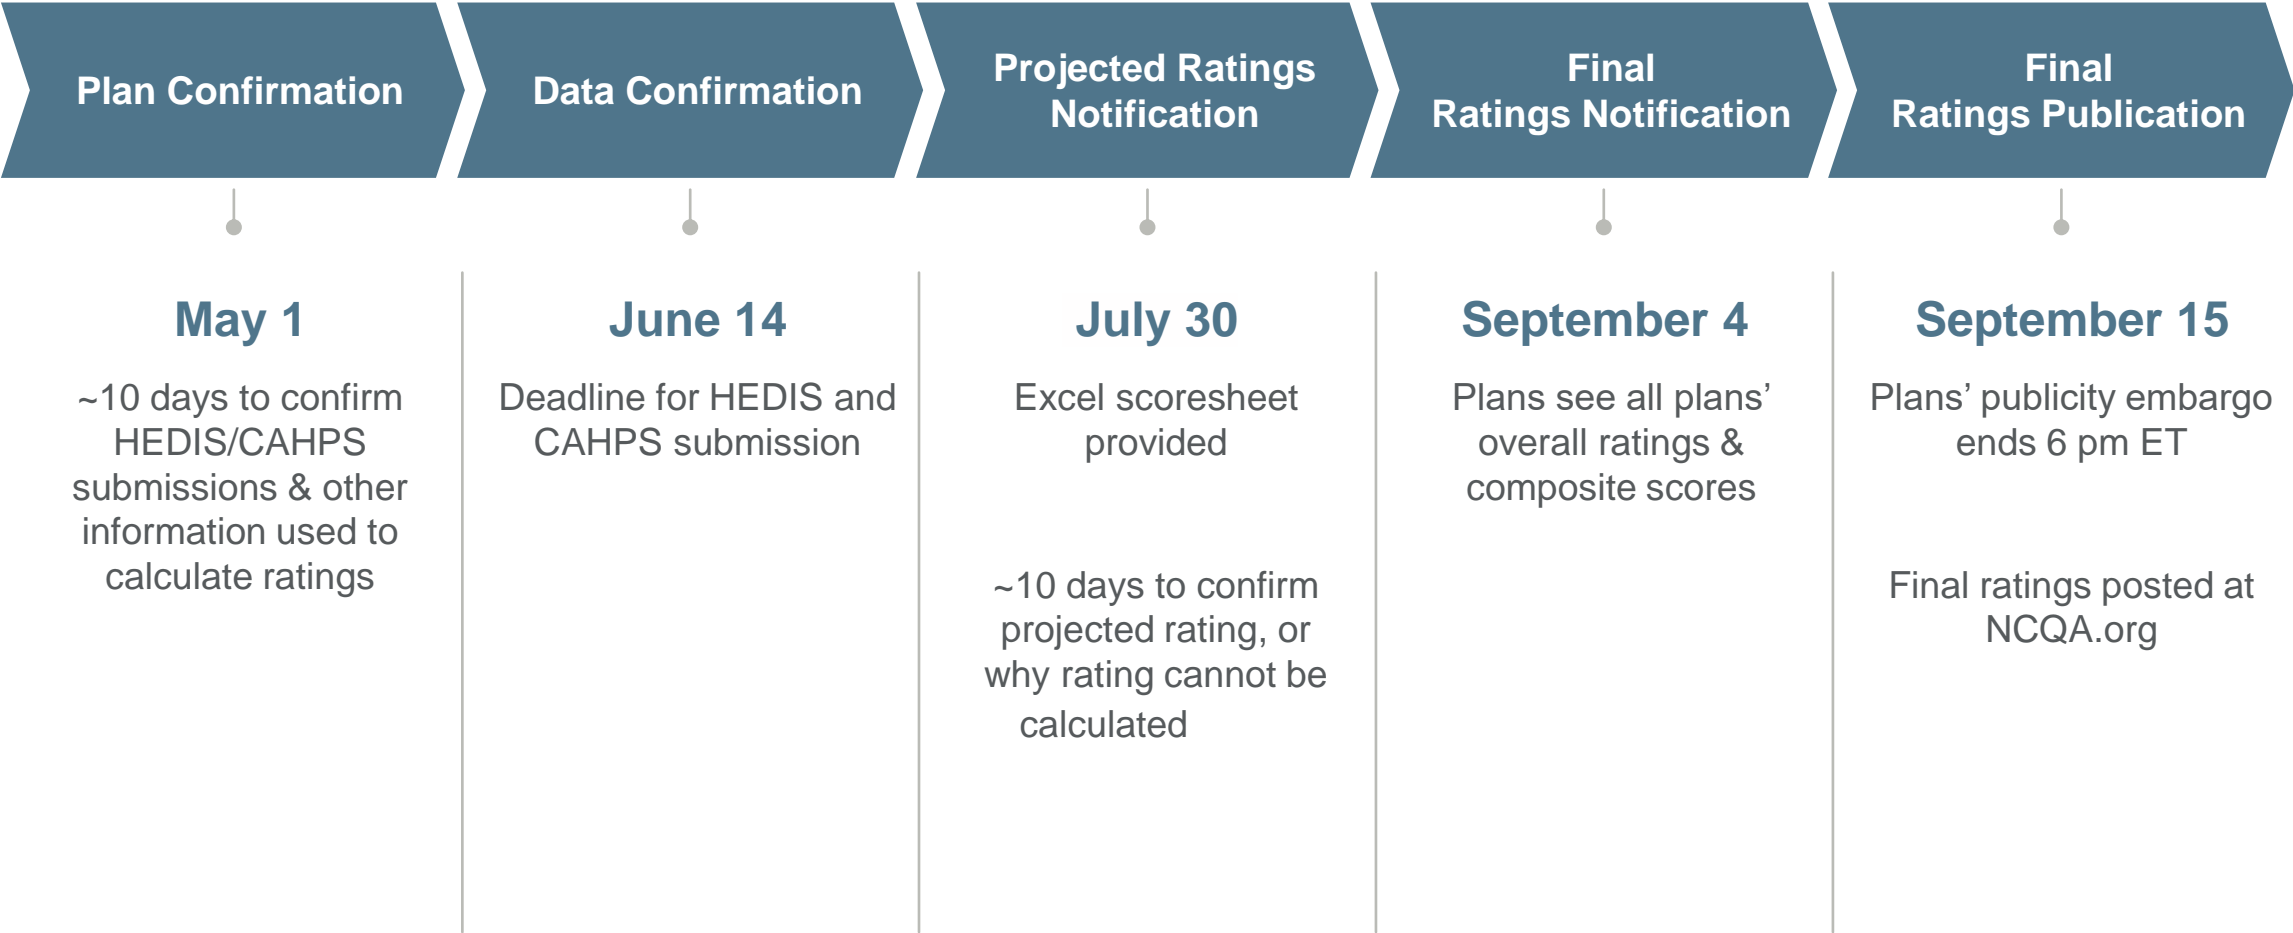 Plan Confirmation
Data Confirmation
Projected Ratings
Notification
Final
Ratings Notification
Final
Ratings Publication
May 1
~10 days to confirm
HEDIS/CAHPS
submissions & other
information used to
calculate ratings
June 14
Deadline for HEDIS and
CAHPS submission
July 30
Excel scoresheet
provided
~10 days to confirm
projected rating, or
why rating cannot be
calculated
September 4
Plans see all plans’
overall ratings &
composite scores
September 15
Plans’ publicity embargo
ends 6 pm ET
Final ratings posted at
NCQA.org